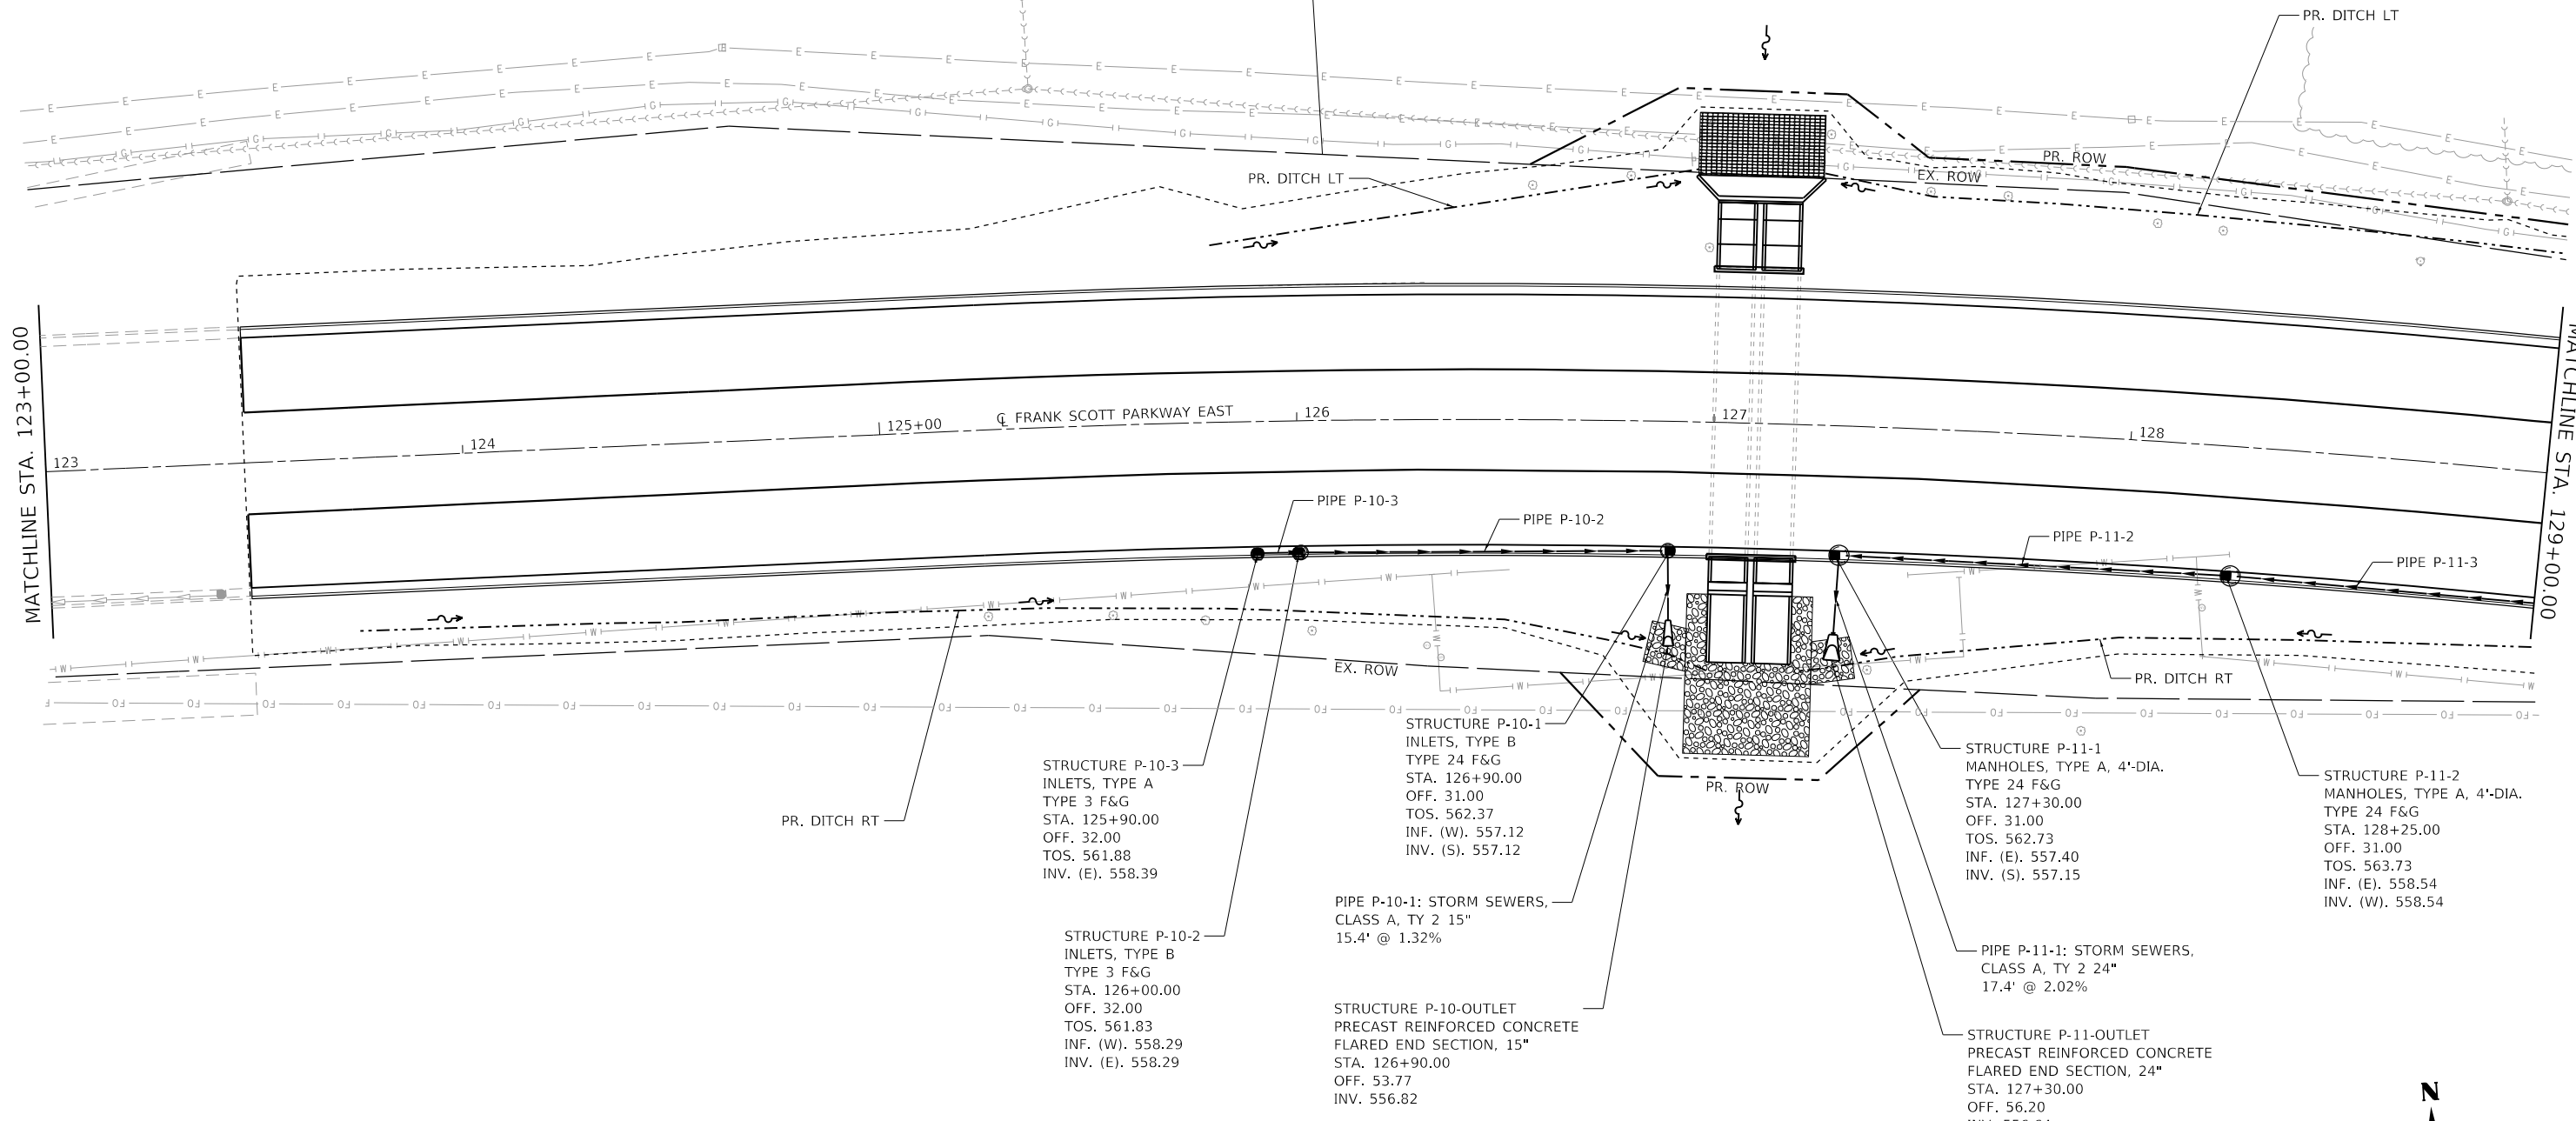 PR. DITCH LT
PR. DITCH LT
PR. ROW
EX. ROW
MATCHLINE STA. 123+00.00
MATCHLINE STA. 129+00.00
123
124
125+00
℄ FRANK SCOTT PARKWAY EAST
126
127
128
PIPE P-10-3
PIPE P-10-2
PIPE P-11-2
PIPE P-11-3
EX. ROW
PR. DITCH RT
PR. ROW
PR. DITCH RT
STRUCTURE P-10-3
INLETS, TYPE A
TYPE 3 F&G
STA. 125+90.00
OFF. 32.00
TOS. 561.88
INV. (E). 558.39
STRUCTURE P-10-2
INLETS, TYPE B
TYPE 3 F&G
STA. 126+00.00
OFF. 32.00
TOS. 561.83
INF. (W). 558.29
INV. (E). 558.29
STRUCTURE P-10-1
INLETS, TYPE B
TYPE 24 F&G
STA. 126+90.00
OFF. 31.00
TOS. 562.37
INF. (W). 557.12
INV. (S). 557.12
PIPE P-10-1: STORM SEWERS,
CLASS A, TY 2 15"
15.4' @ 1.32%
STRUCTURE P-10-OUTLET
PRECAST REINFORCED CONCRETE
FLARED END SECTION, 15"
STA. 126+90.00
OFF. 53.77
INV. 556.82
STRUCTURE P-11-1
MANHOLES, TYPE A, 4'-DIA.
TYPE 24 F&G
STA. 127+30.00
OFF. 31.00
TOS. 562.73
INF. (E). 557.40
INV. (S). 557.15
STRUCTURE P-11-2
MANHOLES, TYPE A, 4'-DIA.
TYPE 24 F&G
STA. 128+25.00
OFF. 31.00
TOS. 563.73
INF. (E). 558.54
INV. (W). 558.54
PIPE P-11-1: STORM SEWERS,
CLASS A, TY 2 24"
17.4' @ 2.02%
STRUCTURE P-11-OUTLET
PRECAST REINFORCED CONCRETE
FLARED END SECTION, 24"
STA. 127+30.00
OFF. 56.20
N